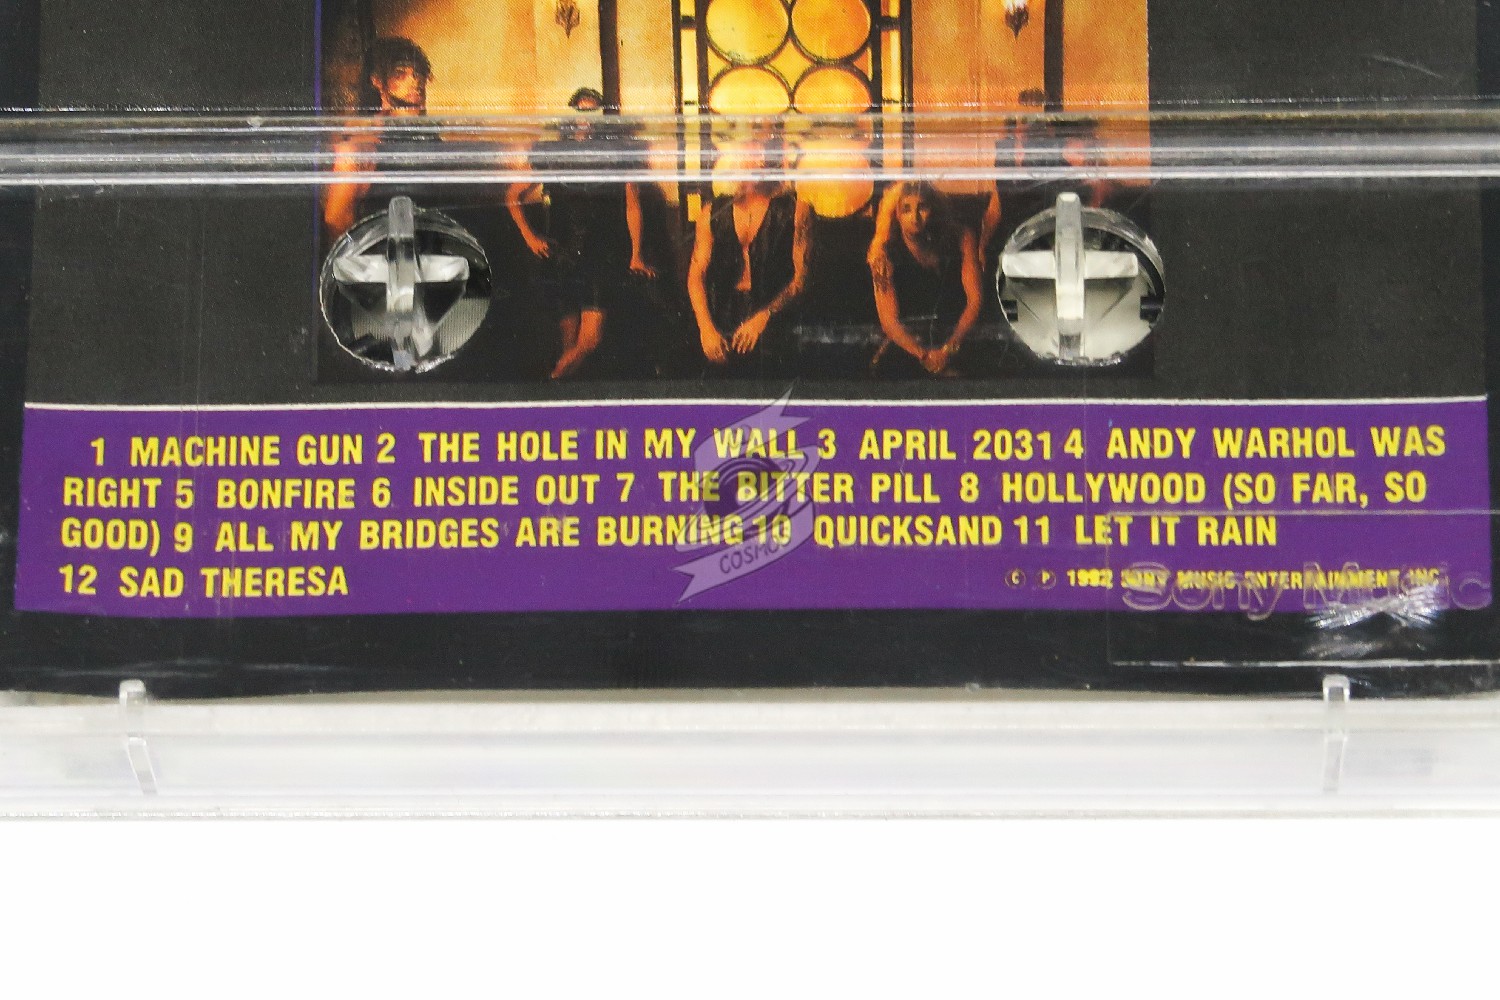 1 MACHINE GUN 2 THE HOLE IN MY WALL 3 APRIL 2031 4 ANDY WARHOL WAS
RIGHT 5 BONFIRE 6 INSIDE OUT 7 THE BITTER PILL 8 HOLLYWOOD (SO FAR, SO
GOOD) 9 ALL MY BRIDGES ARE BURNING 10 QUICKSAND 11 LET IT RAIN
12 SAD THERESA
© ℗ 1992 SONY MUSIC ENTERTAINMENT INC.
Sony Music
COSMOS